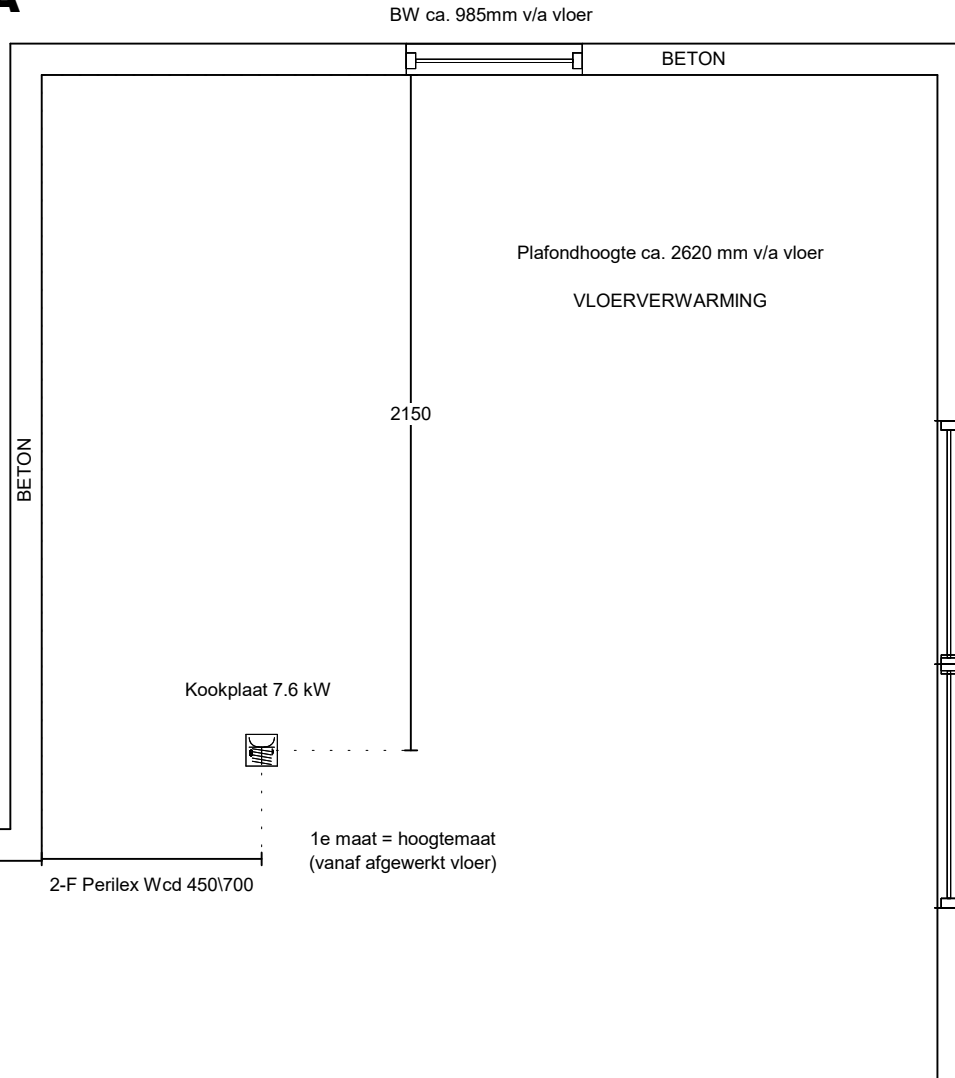 A
BW ca. 985mm v/a vloer
BETON
Plafondhoogte ca. 2620 mm v/a vloer
VLOERVERWARMING
2150
BETON
Kookplaat 7.6 kW
1e maat = hoogtemaat
(vanaf afgewerkt vloer)
2-F Perilex Wcd 450\700